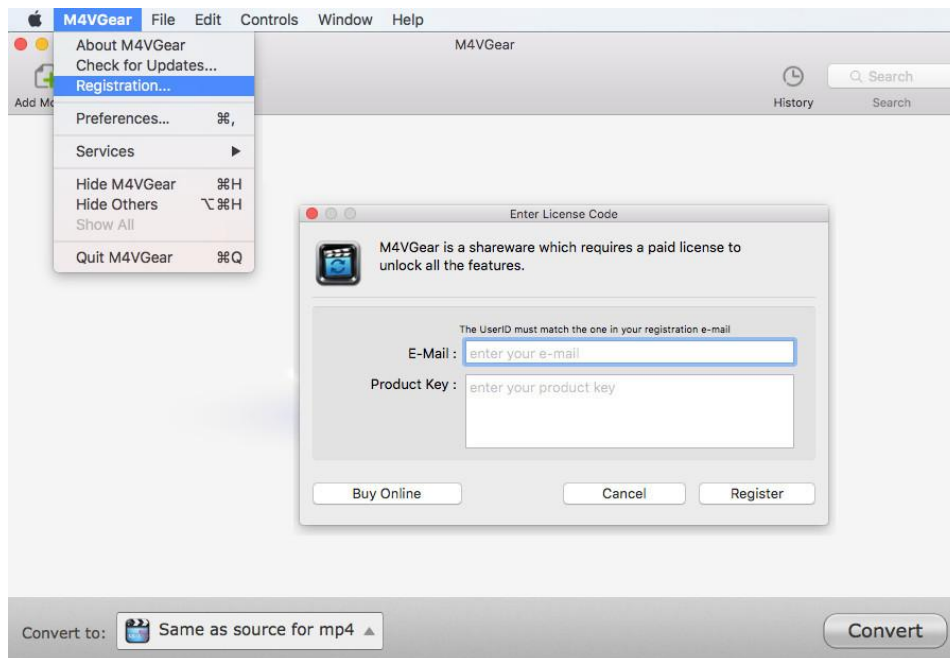 M4VGear File Edit Controls Window Help
M4VGear
About M4VGear
Check for Updates...
Registration...
Preferences... ⌘,
Services ▶
Hide M4VGear ⌘H
Hide Others ⌥⌘H
Show All
Quit M4VGear ⌘Q
Add Mo
Search
History
Search
Enter License Code
M4VGear is a shareware which requires a paid license to
unlock all the features.
The UserID must match the one in your registration e-mail
E-Mail : enter your e-mail
Product Key : enter your product key
Buy Online Cancel Register
Convert to: Same as source for mp4 Convert